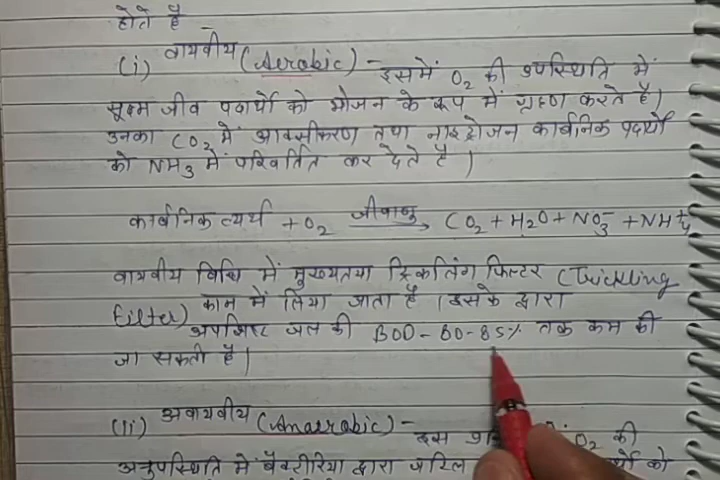 होते है
(i) वायवीय (Aerobic) - इसमें O₂ की उपस्थिति में
सूक्ष्म जीव पदार्थो को भोजन के रूप में ग्रहण करते है।
उनका CO₂ में आक्सीकरण तथा नाइट्रोजन कार्बनिक पदार्थो
को NH₃ में परिवर्तित कर देते है।
कार्बनिक व्यर्थ + O₂ जीवाणु → CO₂ + H₂O + NO₃⁻ + NH₄⁺
वायवीय विधि में मुख्यतया ट्रिकलिंग फिल्टर (Trickling
filter) काम में लिया जाता है। इसके द्वारा
अपशिष्ट जल की BOD - 80-85% तक कम की
जा सकती है।
(ii) अवायवीय (Anaerobic) - इस O₂ की
अनुपस्थिति में बैक्टीरिया द्वारा जटिल को